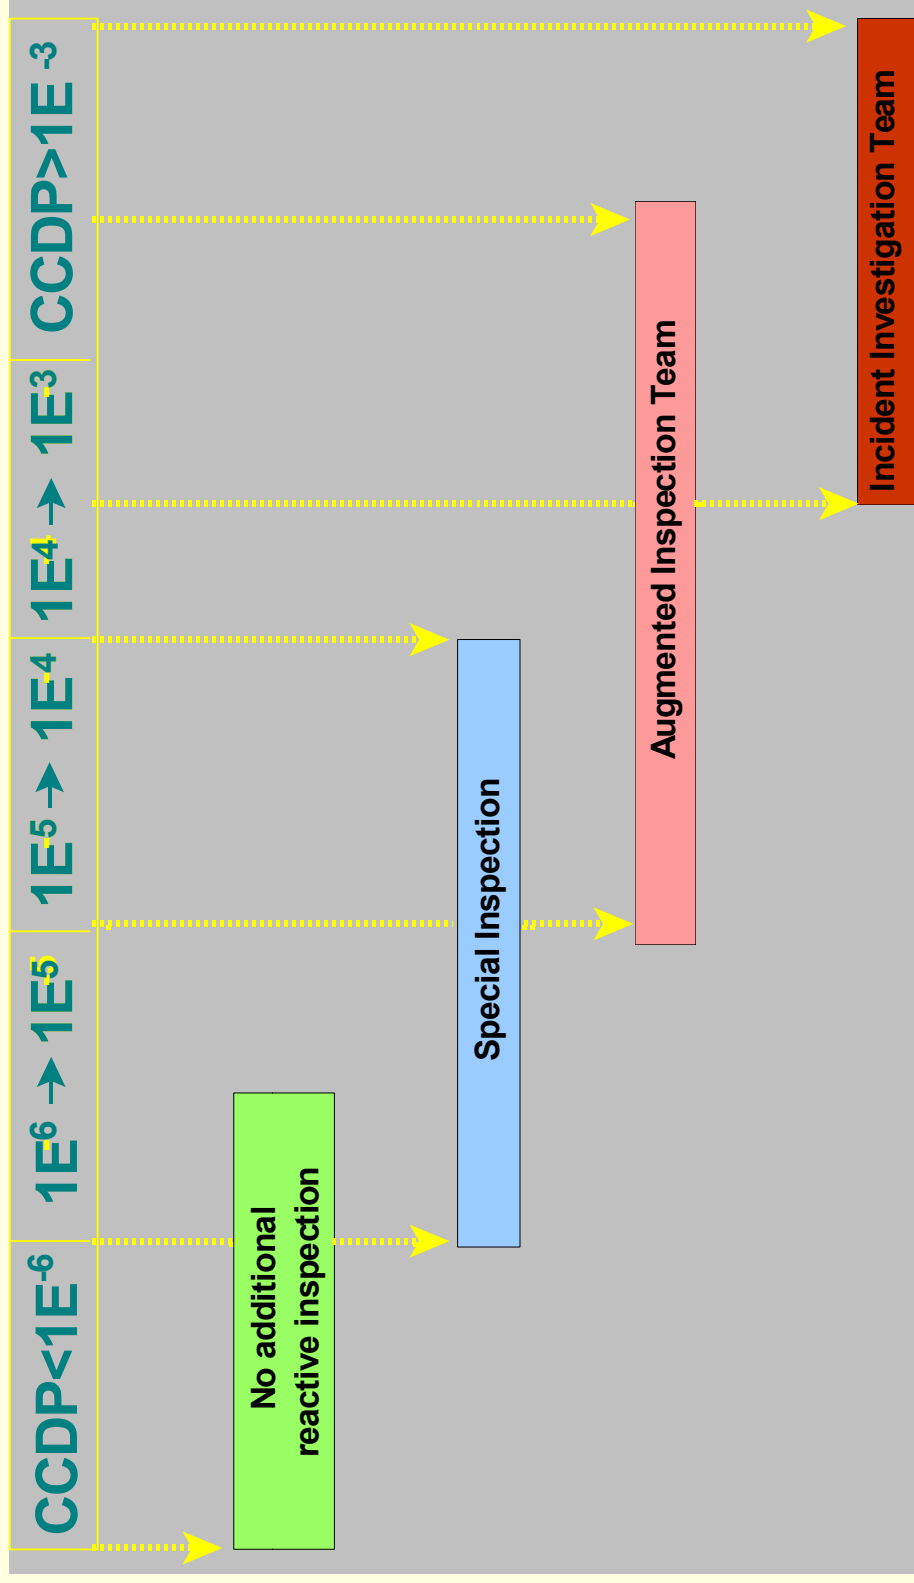 CCDP<1E-6
1E-6 → 1E-5
1E-5 → 1E-4
1E-4 → 1E-3
CCDP>1E -3
No additional
reactive inspection
Special Inspection
Augmented Inspection Team
Incident Investigation Team